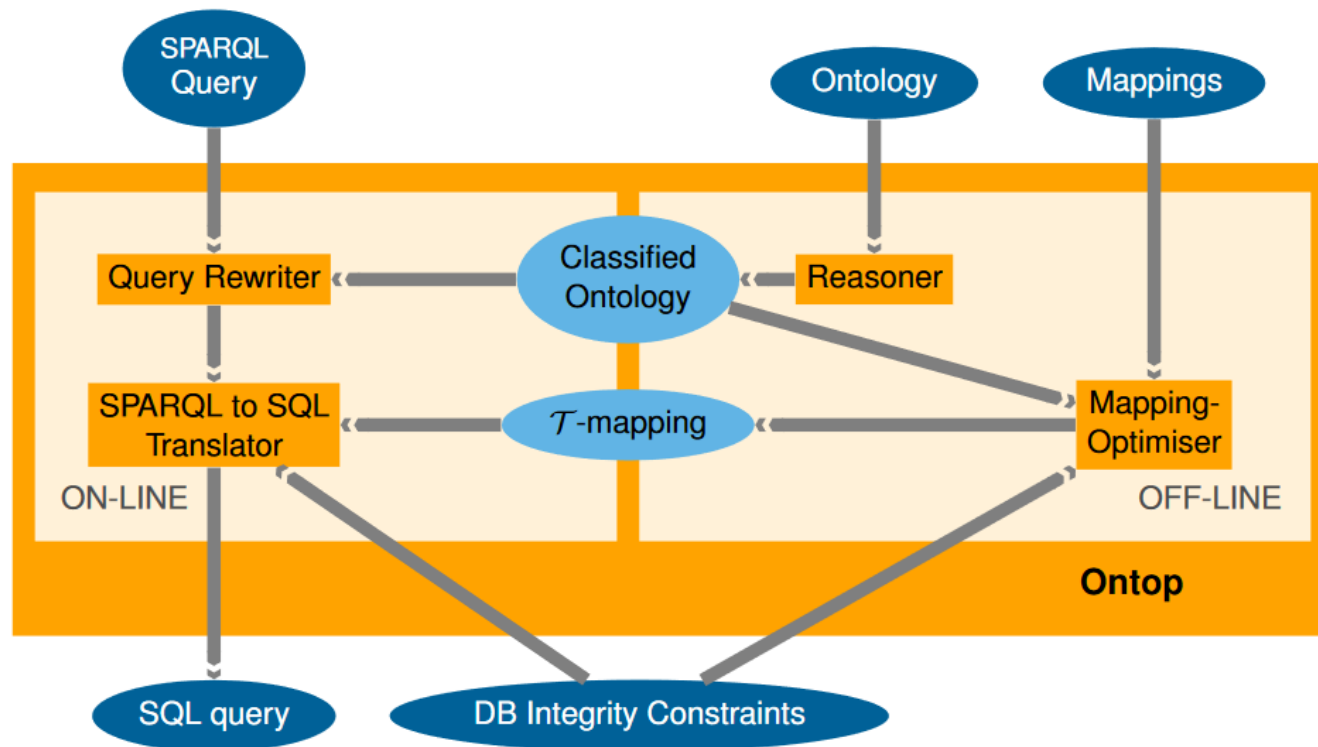 SPARQL
Query
Ontology
Mappings
Query Rewriter
Classified
Ontology
Reasoner
SPARQL to SQL
Translator
𝒯-mapping
Mapping-
Optimiser
ON-LINE
OFF-LINE
Ontop
SQL query
DB Integrity Constraints